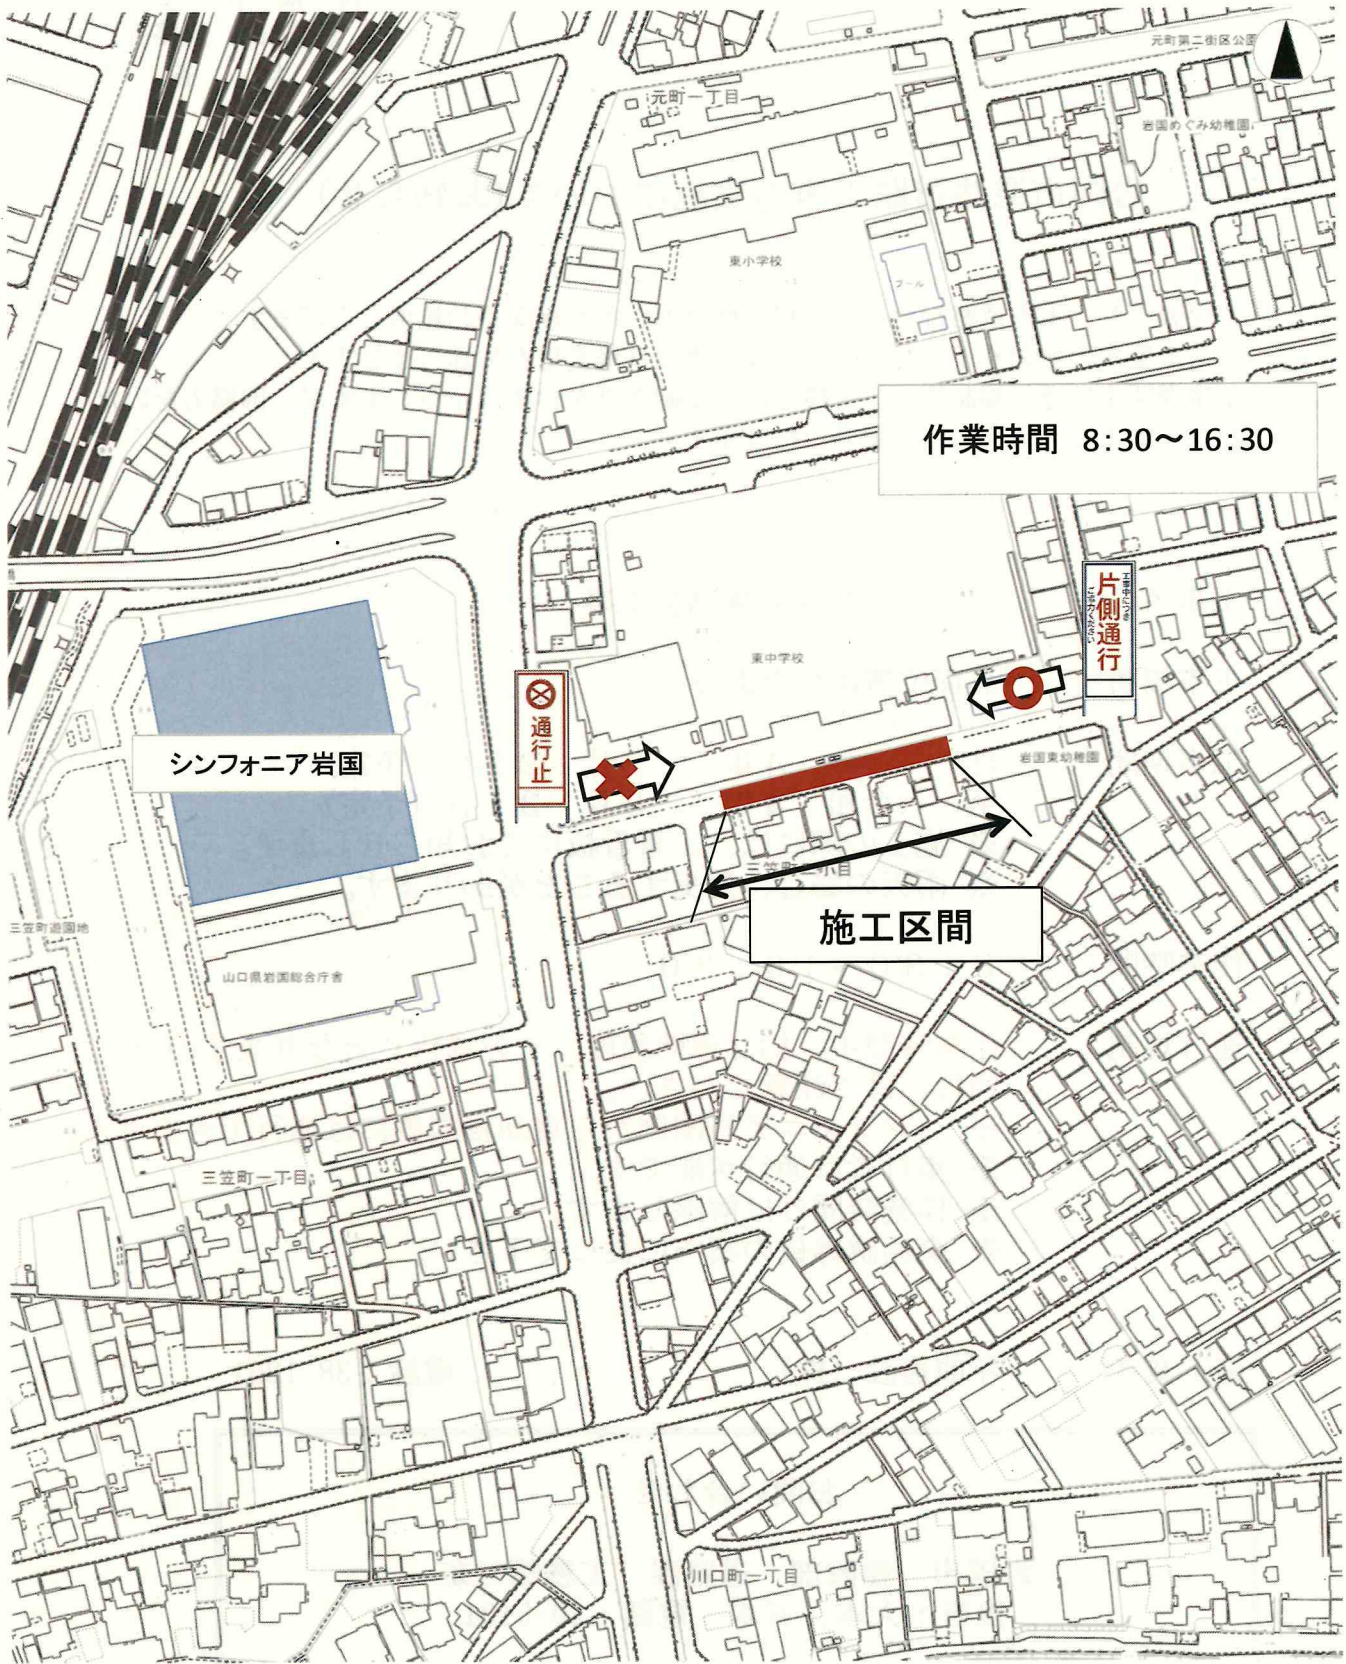 元町第二街区公園
元町一丁目
岩国めぐみ幼稚園
東小学校
プール
作業時間 8:30～16:30
工事中につき
ご協力ください
片側通行
東中学校
通行止
シンフォニア岩国
岩国東幼稚園
三笠町二丁目
施工区間
三笠町遊園地
山口県岩国総合庁舎
三笠町一丁目
川口町一丁目